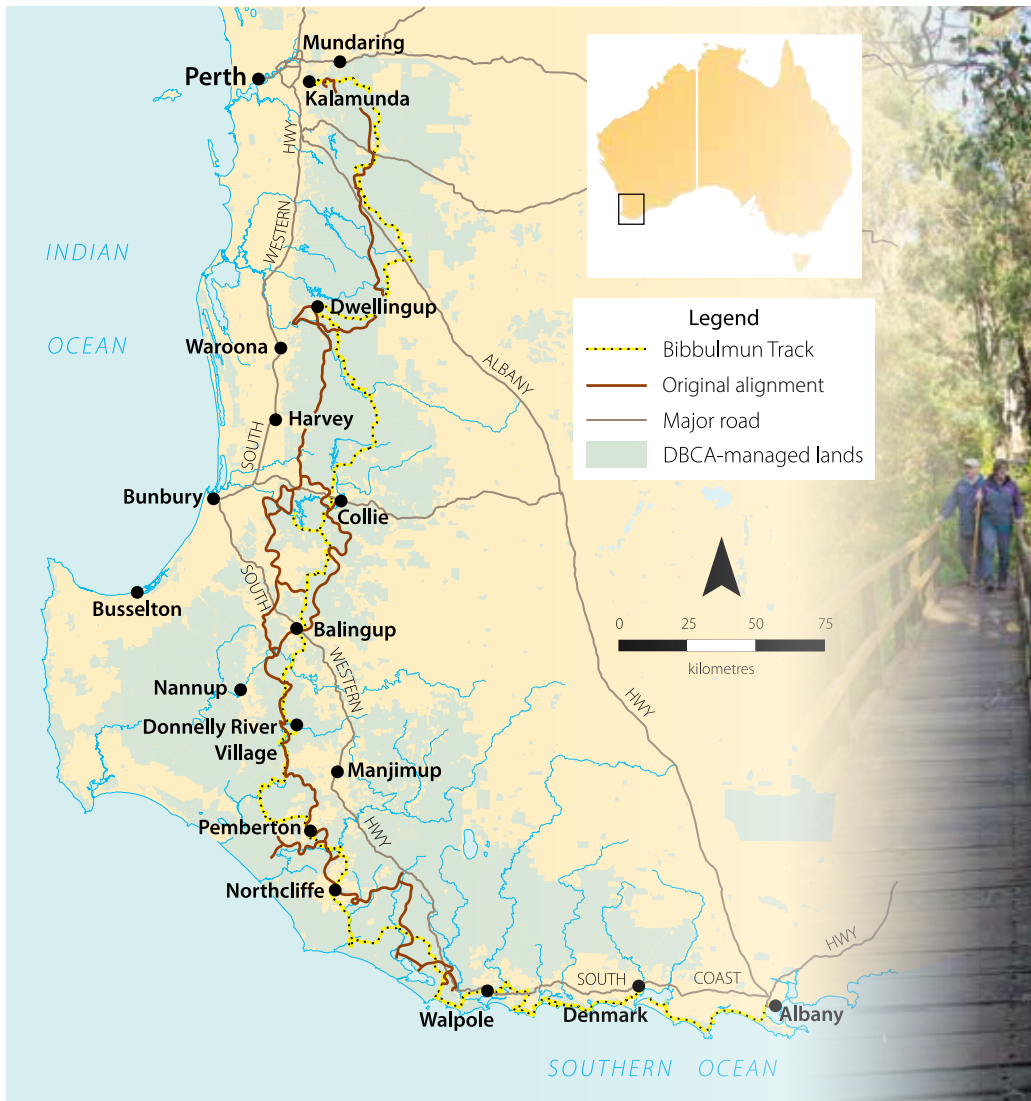 Mundaring
Perth
Kalamunda
HWY
WESTERN
INDIAN
OCEAN
Dwellingup
Waroona
ALBANY
Harvey
SOUTH
Bunbury
Collie
SOUTH
Busselton
Balingup
WESTERN
Nannup
HWY
Donnelly River
Village
Manjimup
HWY
Pemberton
Northcliffe
HWY
SOUTH
COAST
Walpole
Denmark
Albany
SOUTHERN OCEAN
Legend
Bibbulmun Track
Original alignment
Major road
DBCA-managed lands
0 25 50 75
kilometres